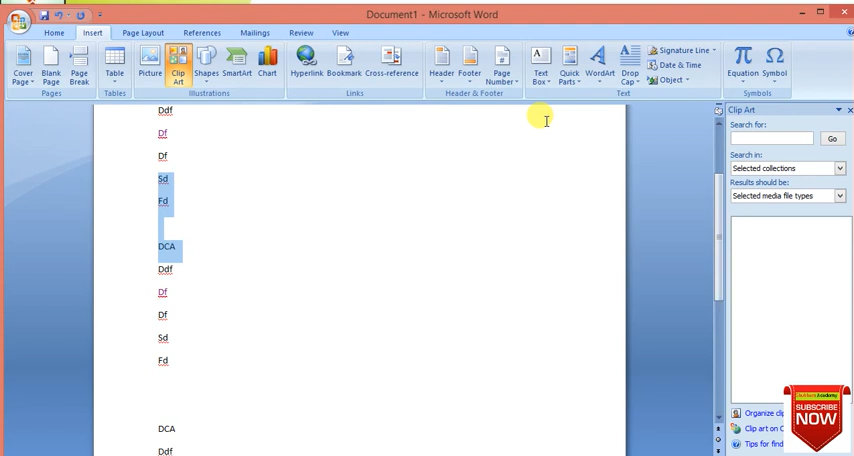 Document1 - Microsoft Word
Home Insert Page Layout References Mailings Review View
Cover Page Blank Page Page Break
Table
Picture Clip Art Shapes SmartArt Chart
Hyperlink Bookmark Cross-reference
Header Footer Page Number
Text Box Quick Parts WordArt Drop Cap
Signature Line
Date & Time
Object
Equation Symbol
Pages Tables Illustrations Links Header & Footer Text Symbols
Ddf
Df
Df
Sd
Fd
DCA
Ddf
Df
Df
Sd
Fd
DCA
Ddf
Clip Art
Search for:
Go
Search in:
Selected collections
Results should be:
Selected media file types
Organize cli
Clip art on O
Tips for find
SUBSCRIBE
NOW